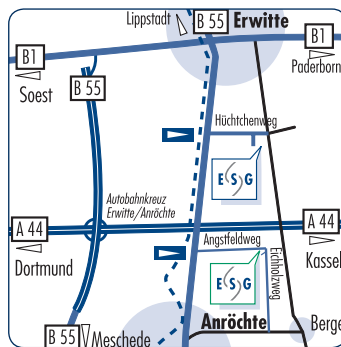 Lippstadt
B 55
Erwitte
B1
B1
Soest
Paderborn
B 55
Hüchtchenweg
ESG
Autobahnkreuz
Erwitte/Anröchte
A 44
A 44
Angstfeldweg
Dortmund
Kassel
Eichholzweg
ESG
B 55
Meschede
Anröchte
Berge